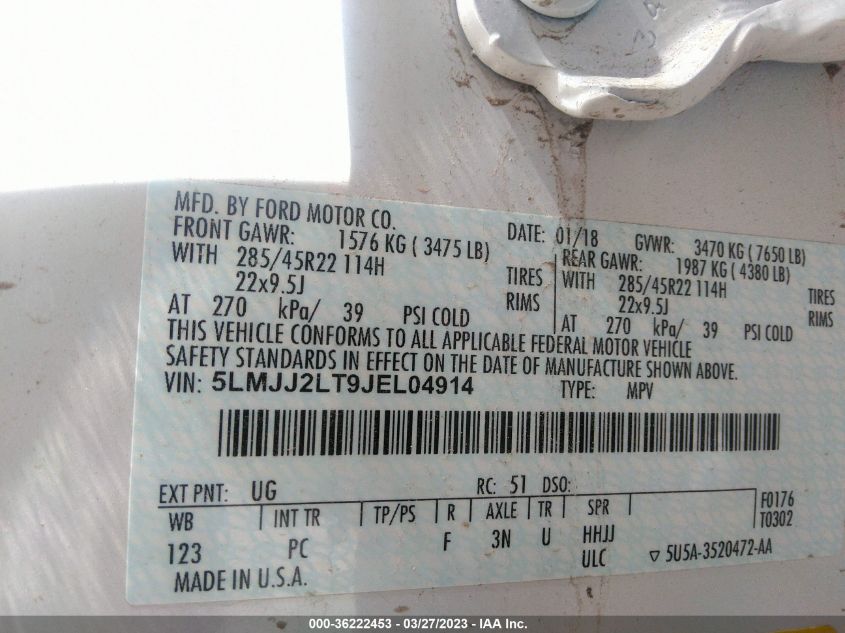 MFD. BY FORD MOTOR CO.
DATE: 01/18 GVWR: 3470 KG ( 7650 LB)
FRONT GAWR: 1576 KG ( 3475 LB) REAR GAWR: 1987 KG ( 4380 LB)
WITH 285/45R22 114H TIRES WITH 285/45R22 114H TIRES
22x9.5J RIMS 22x9.5J RIMS
AT 270 kPa/ 39 PSI COLD AT 270 kPa/ 39 PSI COLD
THIS VEHICLE CONFORMS TO ALL APPLICABLE FEDERAL MOTOR VEHICLE
SAFETY STANDARDS IN EFFECT ON THE DATE OF MANUFACTURE SHOWN ABOVE.
VIN: 5LMJJ2LT9JEL04914 TYPE: MPV
EXT PNT: UG RC: 51 DSO: F0176
WB INT TR TP/PS R AXLE TR SPR T0302
123 PC F 3N U HHJJ
ULC ▽ 5U5A-3520472-AA
MADE IN U.S.A.
000-36222453 - 03/27/2023 - IAA Inc.